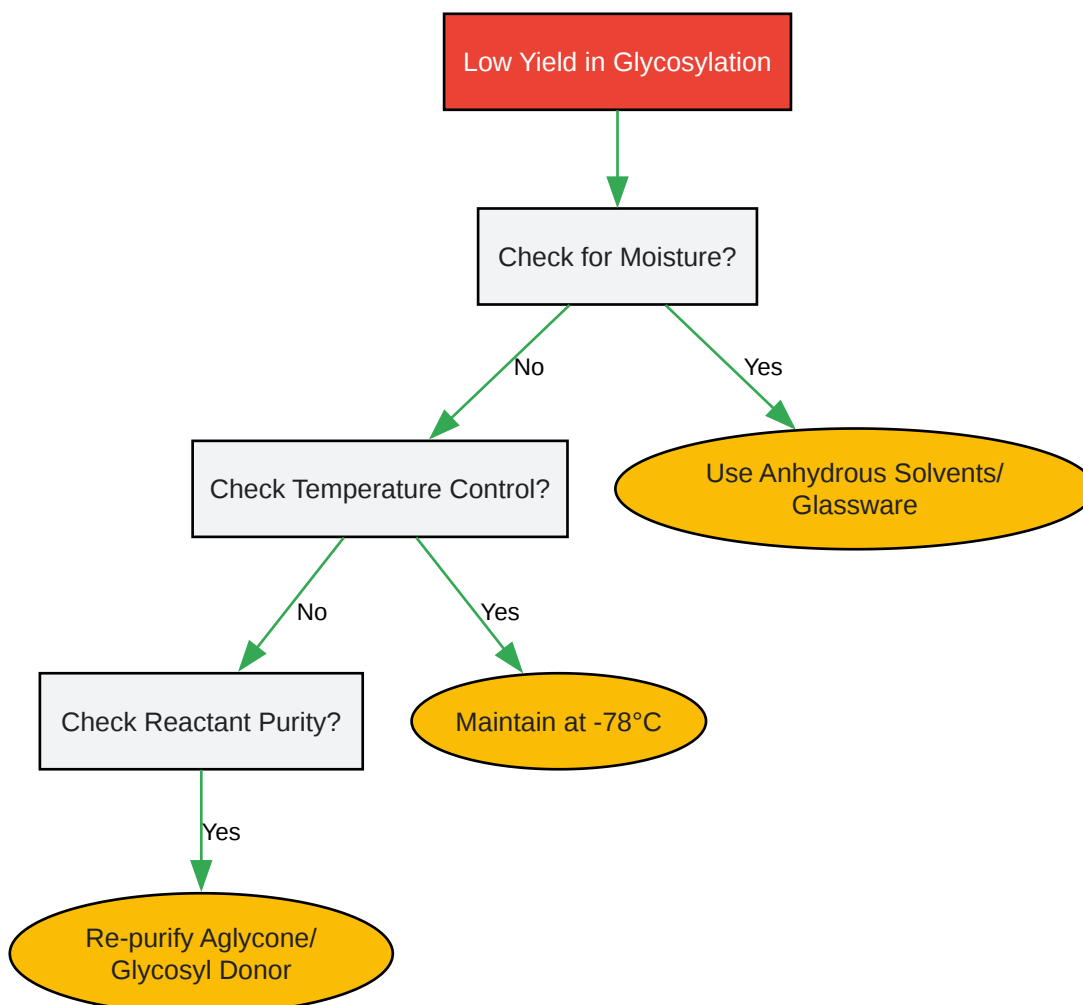 Low Yield in Glycosylation
Check for Moisture?
No
Yes
Check Temperature Control?
Use Anhydrous Solvents/
Glassware
No
Yes
Check Reactant Purity?
Maintain at -78°C
Yes
Re-purify Aglycone/
Glycosyl Donor